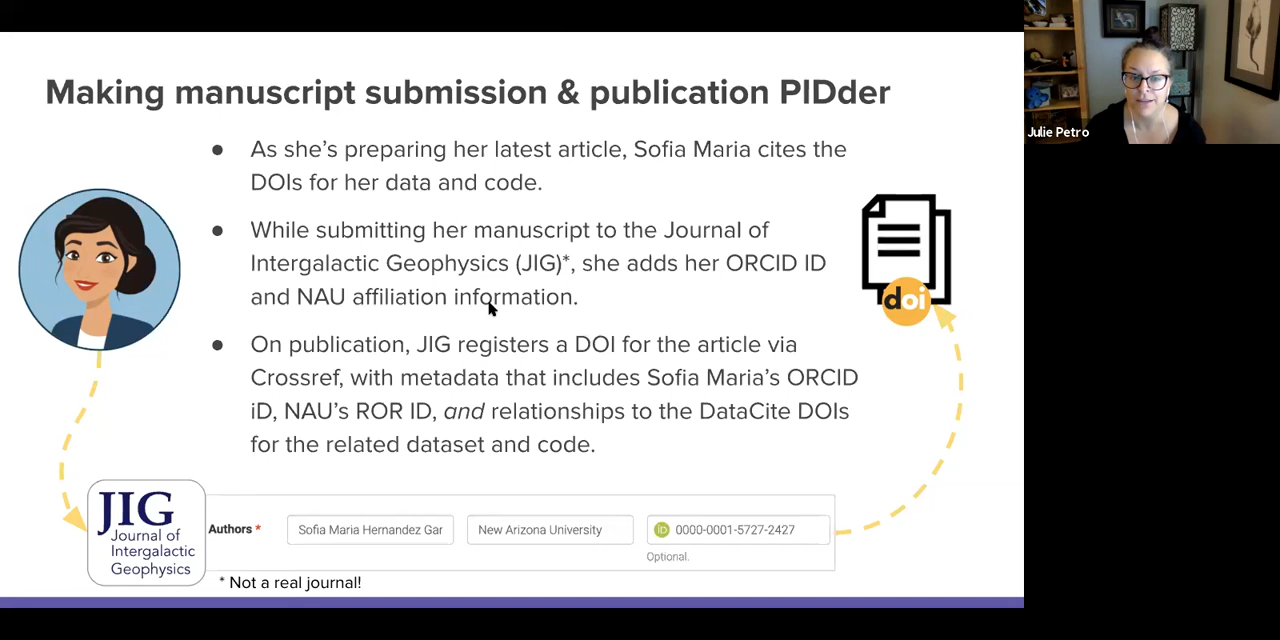 Making manuscript submission & publication PIDder
● As she’s preparing her latest article, Sofia Maria cites the
DOIs for her data and code.
● While submitting her manuscript to the Journal of
Intergalactic Geophysics (JIG)*, she adds her ORCID ID
and NAU affiliation information.
● On publication, JIG registers a DOI for the article via
Crossref, with metadata that includes Sofia Maria’s ORCID
iD, NAU’s ROR ID, and relationships to the DataCite DOIs
for the related dataset and code.
doi
JIG
Journal of
Intergalactic
Geophysics
Authors * Sofia Maria Hernandez Gar New Arizona University iD 0000-0001-5727-2427
Optional.
* Not a real journal!
Julie Petro